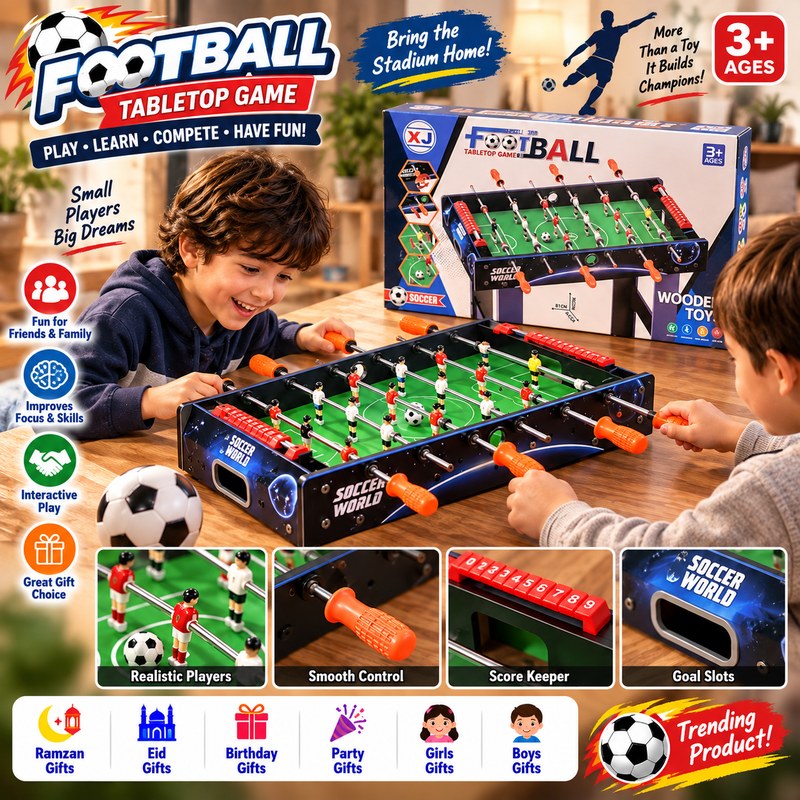 FOOTBALL
TABLETOP GAME
PLAY • LEARN • COMPETE • HAVE FUN!
Bring the
Stadium Home!
More
Than a Toy
It Builds
Champions!
3+
AGES
Small
Players
Big Dreams
XJ
FOOTBALL
TABLETOP GAME
3+
AGES
SOCCER
WORLD
SOCCER
WOODEN
TOYS
Fun for
Friends & Family
Improves
Focus & Skills
Interactive
Play
Great Gift
Choice
SOCCER
WORLD
SOCCER
WORLD
Realistic Players
Smooth Control
0 2 3 3 4 5 6 7 8 9
Score Keeper
SOCCER
WORLD
Goal Slots
Ramzan
Gifts
Eid
Gifts
Birthday
Gifts
Party
Gifts
Girls
Gifts
Boys
Gifts
Trending
Product!